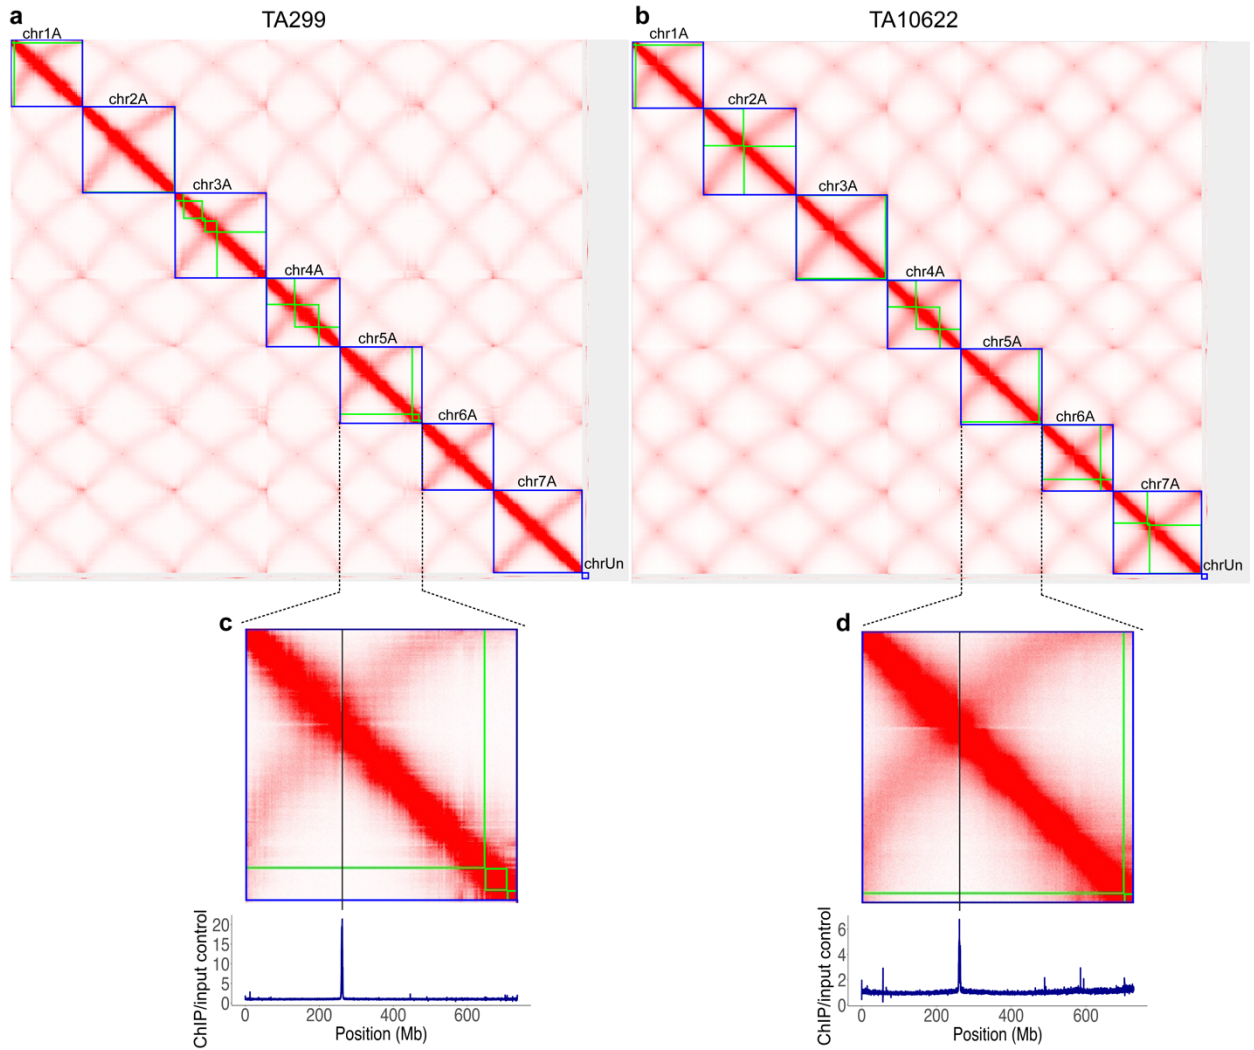 a
TA299
chr1A
chr2A
chr3A
chr4A
chr5A
chr6A
chr7A
chrUn
b
TA10622
chr1A
chr2A
chr3A
chr4A
chr5A
chr6A
chr7A
chrUn
c
ChIP/input control
20
15
10
5
0
0 200 400 600
Position (Mb)
d
ChIP/input control
6
4
2
0
0 200 400 600
Position (Mb)